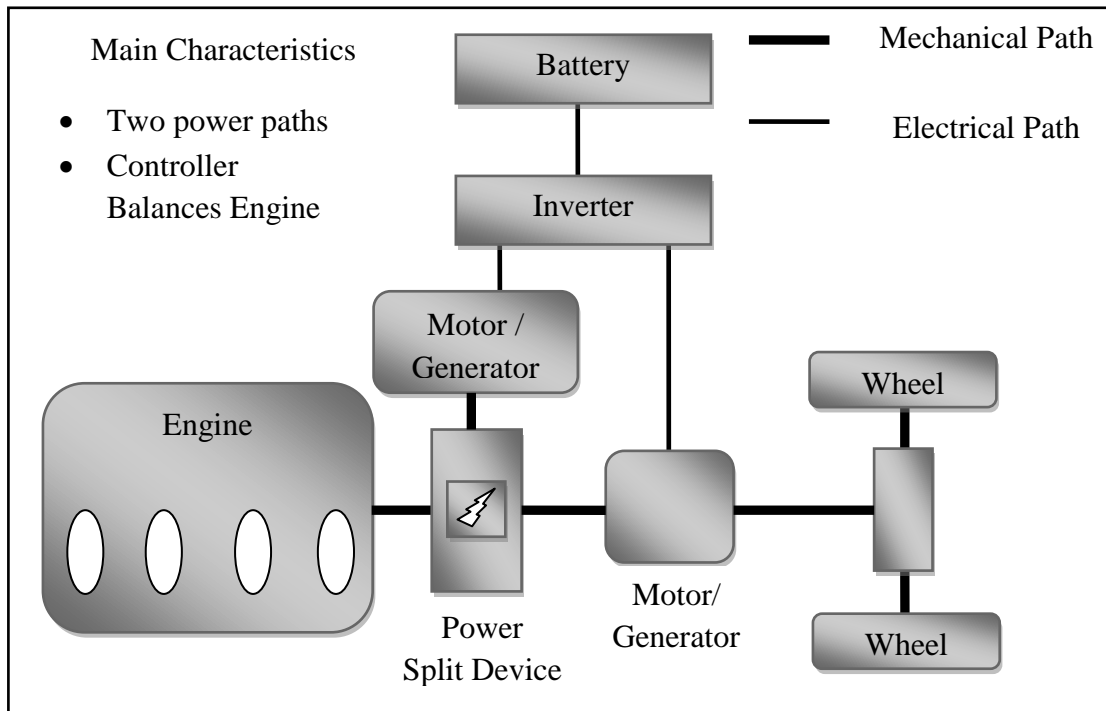 Main Characteristics
• Two power paths
• Controller
Balances Engine
Battery
Mechanical Path
Electrical Path
Inverter
Motor /
Generator
Engine
Power
Split Device
Motor/
Generator
Wheel
Wheel